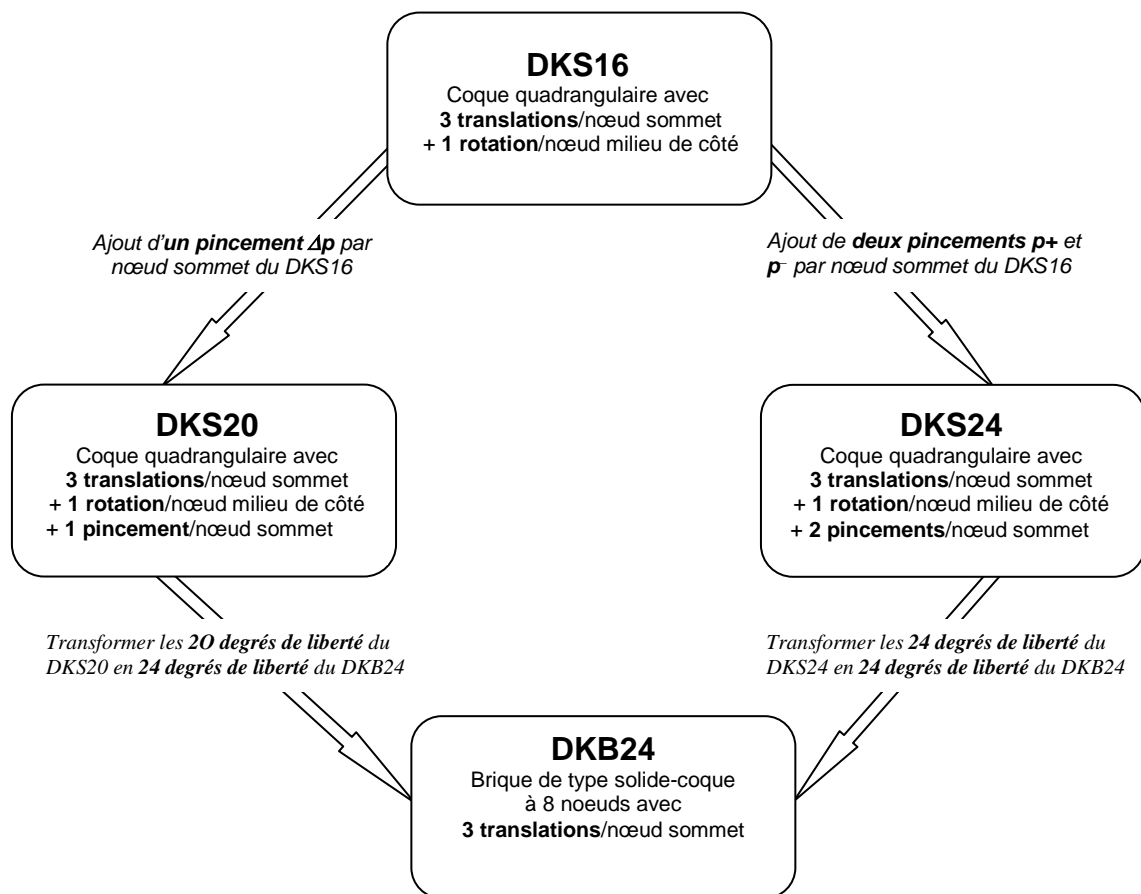 DKS16
Coque quadrangulaire avec
3 translations/nœud sommet
+ 1 rotation/nœud milieu de côté
Ajout d'un pincement Δp par
nœud sommet du DKS16
Ajout de deux pincements p+ et
p⁻ par nœud sommet du DKS16
DKS20
Coque quadrangulaire avec
3 translations/nœud sommet
+ 1 rotation/nœud milieu de côté
+ 1 pincement/nœud sommet
DKS24
Coque quadrangulaire avec
3 translations/nœud sommet
+ 1 rotation/nœud milieu de côté
+ 2 pincements/nœud sommet
Transformer les 2O degrés de liberté du
DKS20 en 24 degrés de liberté du DKB24
Transformer les 24 degrés de liberté du
DKS24 en 24 degrés de liberté du DKB24
DKB24
Brique de type solide-coque
à 8 noeuds avec
3 translations/nœud sommet